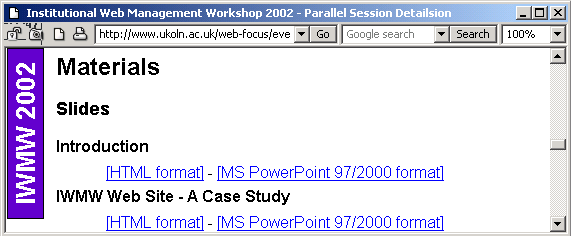 Institutional Web Management Workshop 2002 - Parallel Session Detailsion
http://www.ukoln.ac.uk/web-focus/eve Go Google search Search 100%
IWMW 2002
Materials
Slides
Introduction
[HTML format] - [MS PowerPoint 97/2000 format]
IWMW Web Site - A Case Study
[HTML format] - [MS PowerPoint 97/2000 format]